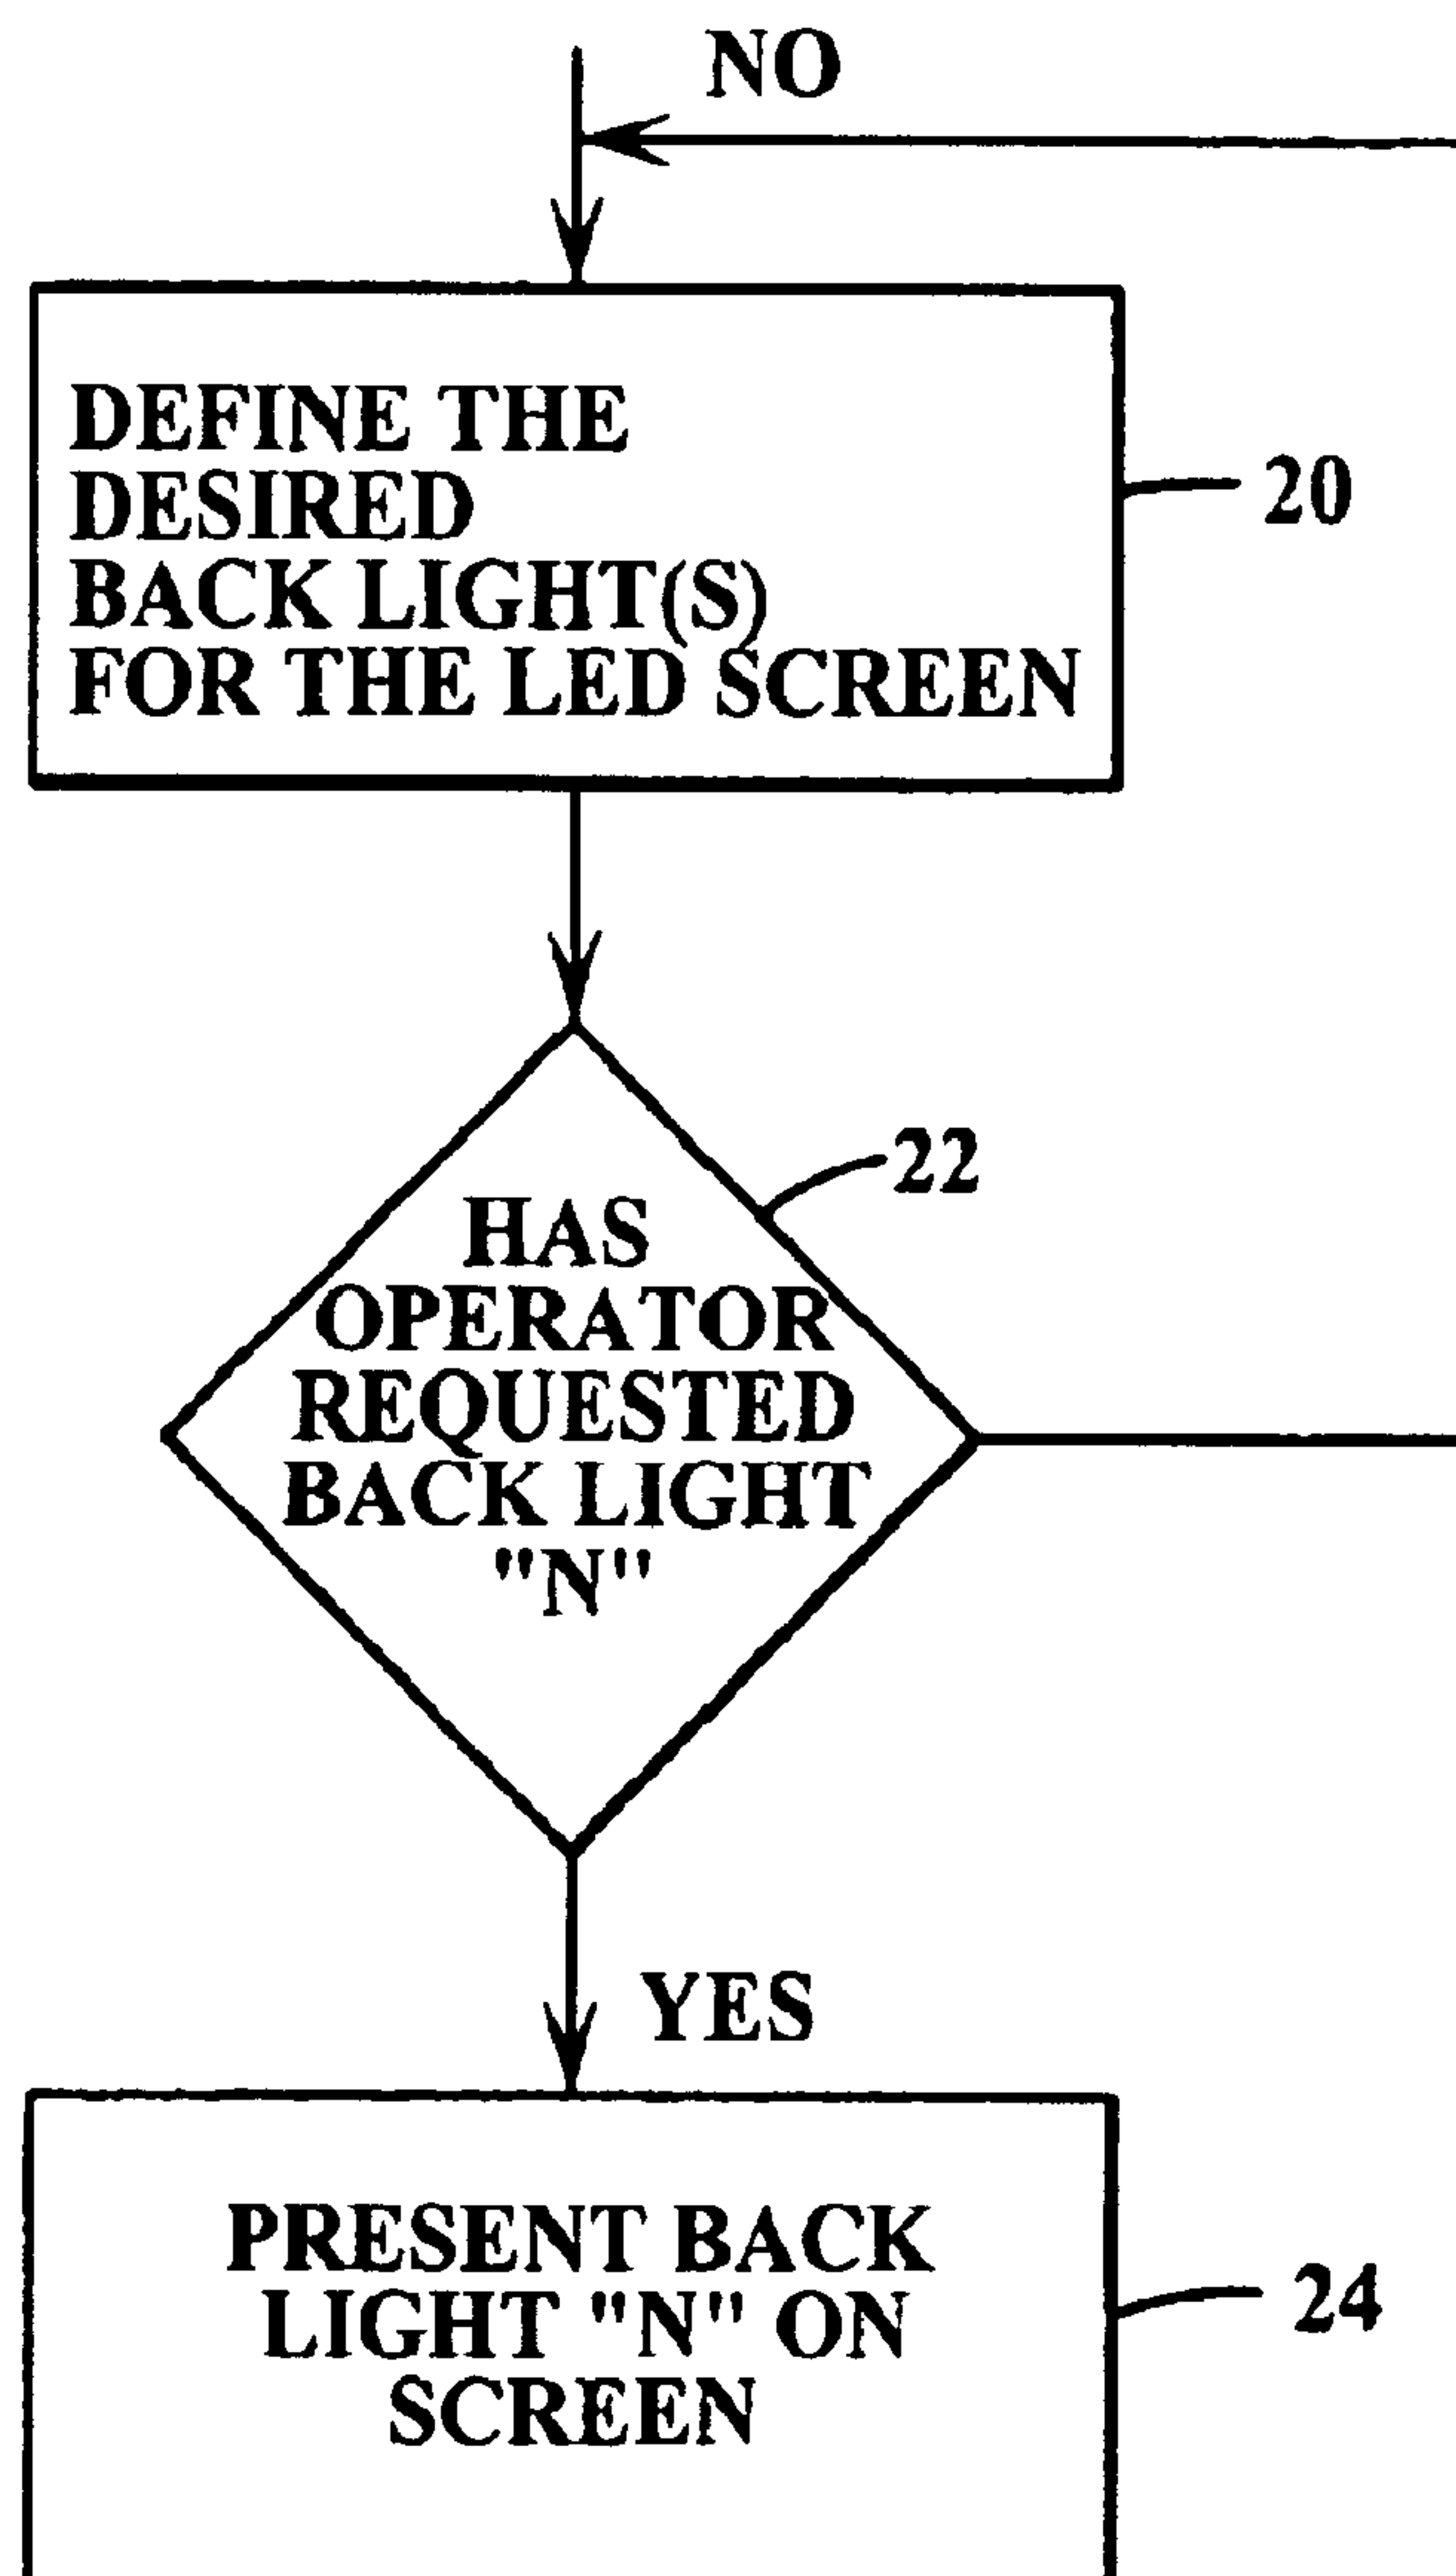 NO
DEFINE THE
DESIRED
BACK LIGHT(S)
FOR THE LED SCREEN
20
22
HAS
OPERATOR
REQUESTED
BACK LIGHT
"N"
YES
PRESENT BACK
LIGHT "N" ON
SCREEN
24